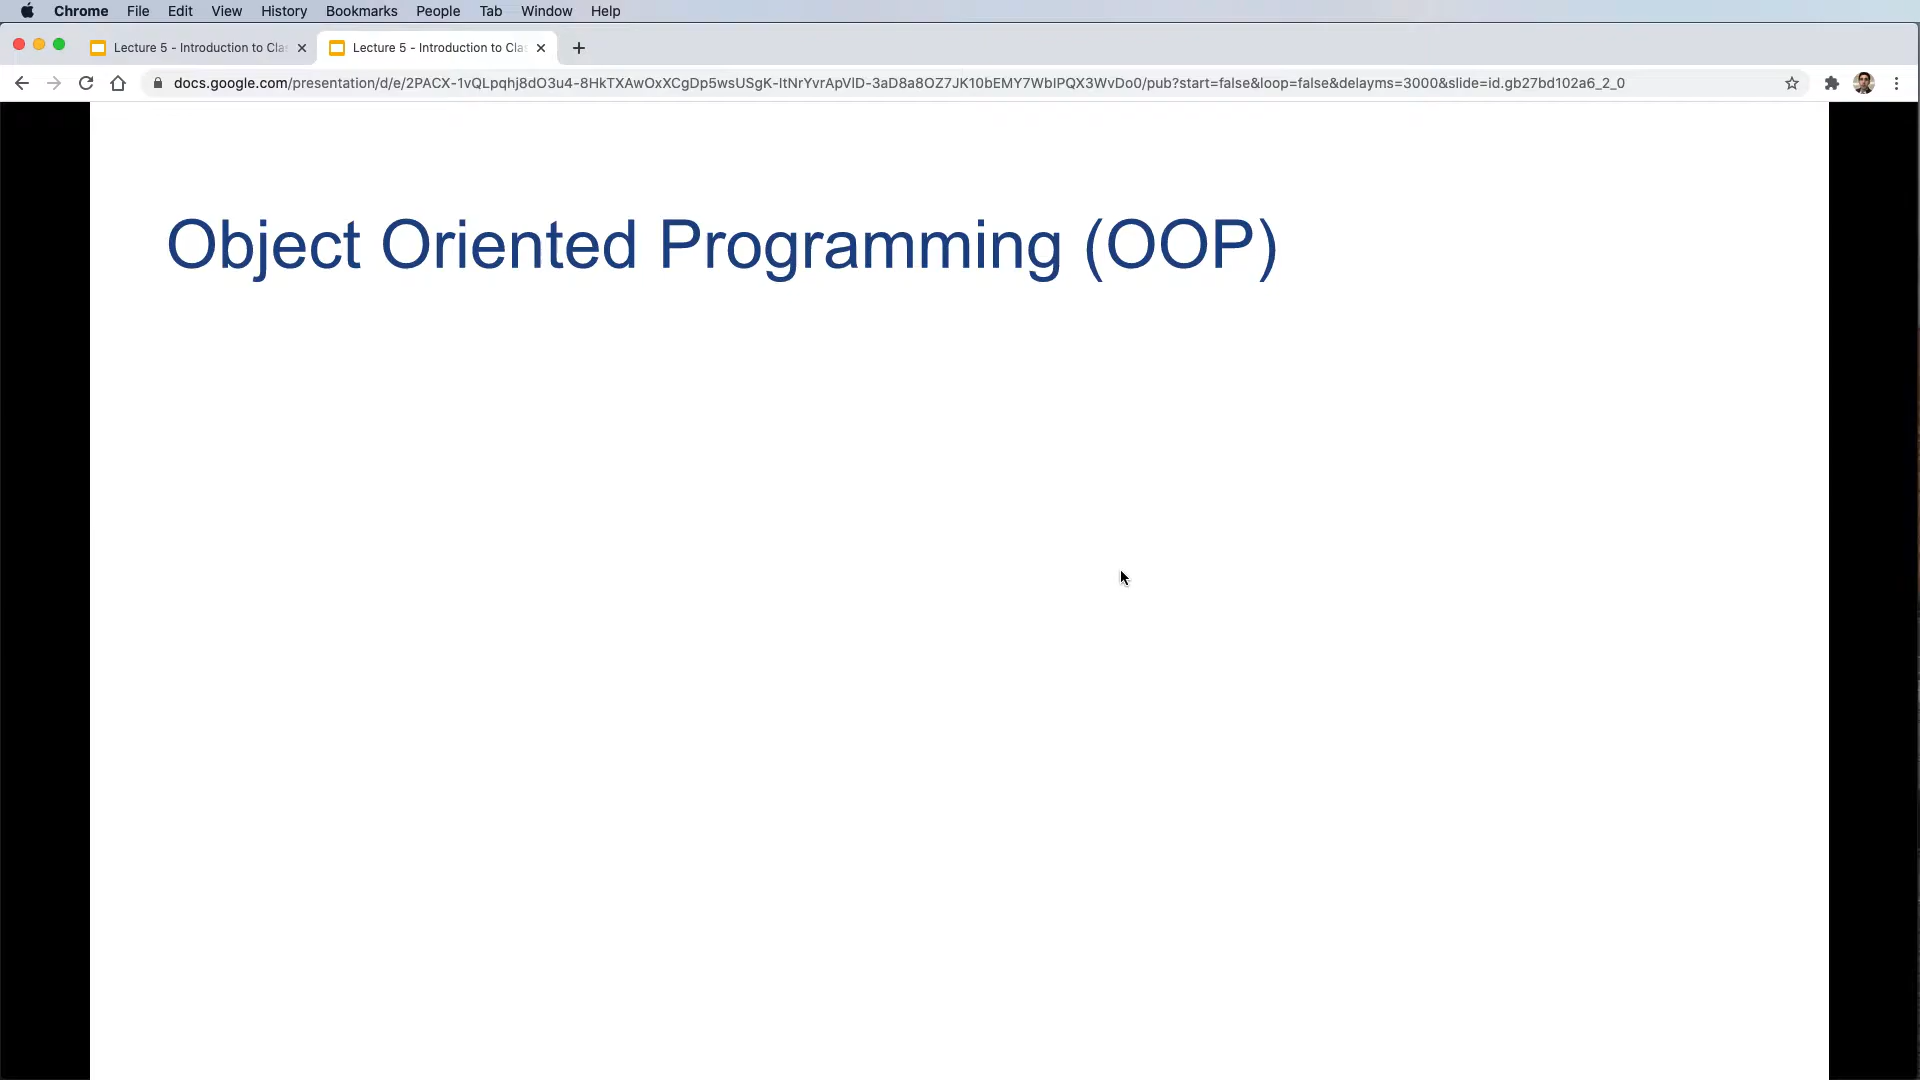 Chrome File Edit View History Bookmarks People Tab Window Help
Lecture 5 - Introduction to Cla Lecture 5 - Introduction to Cla
docs.google.com/presentation/d/e/2PACX-1vQLpqhj8dO3u4-8HkTXAwOxXCgDp5wsUSgK-ltNrYvrApVlD-3aD8a8OZ7JK10bEMY7WblPQX3WvDo0/pub?start=false&loop=false&delayms=3000&slide=id.gb27bd102a6_2_0
Object Oriented Programming (OOP)